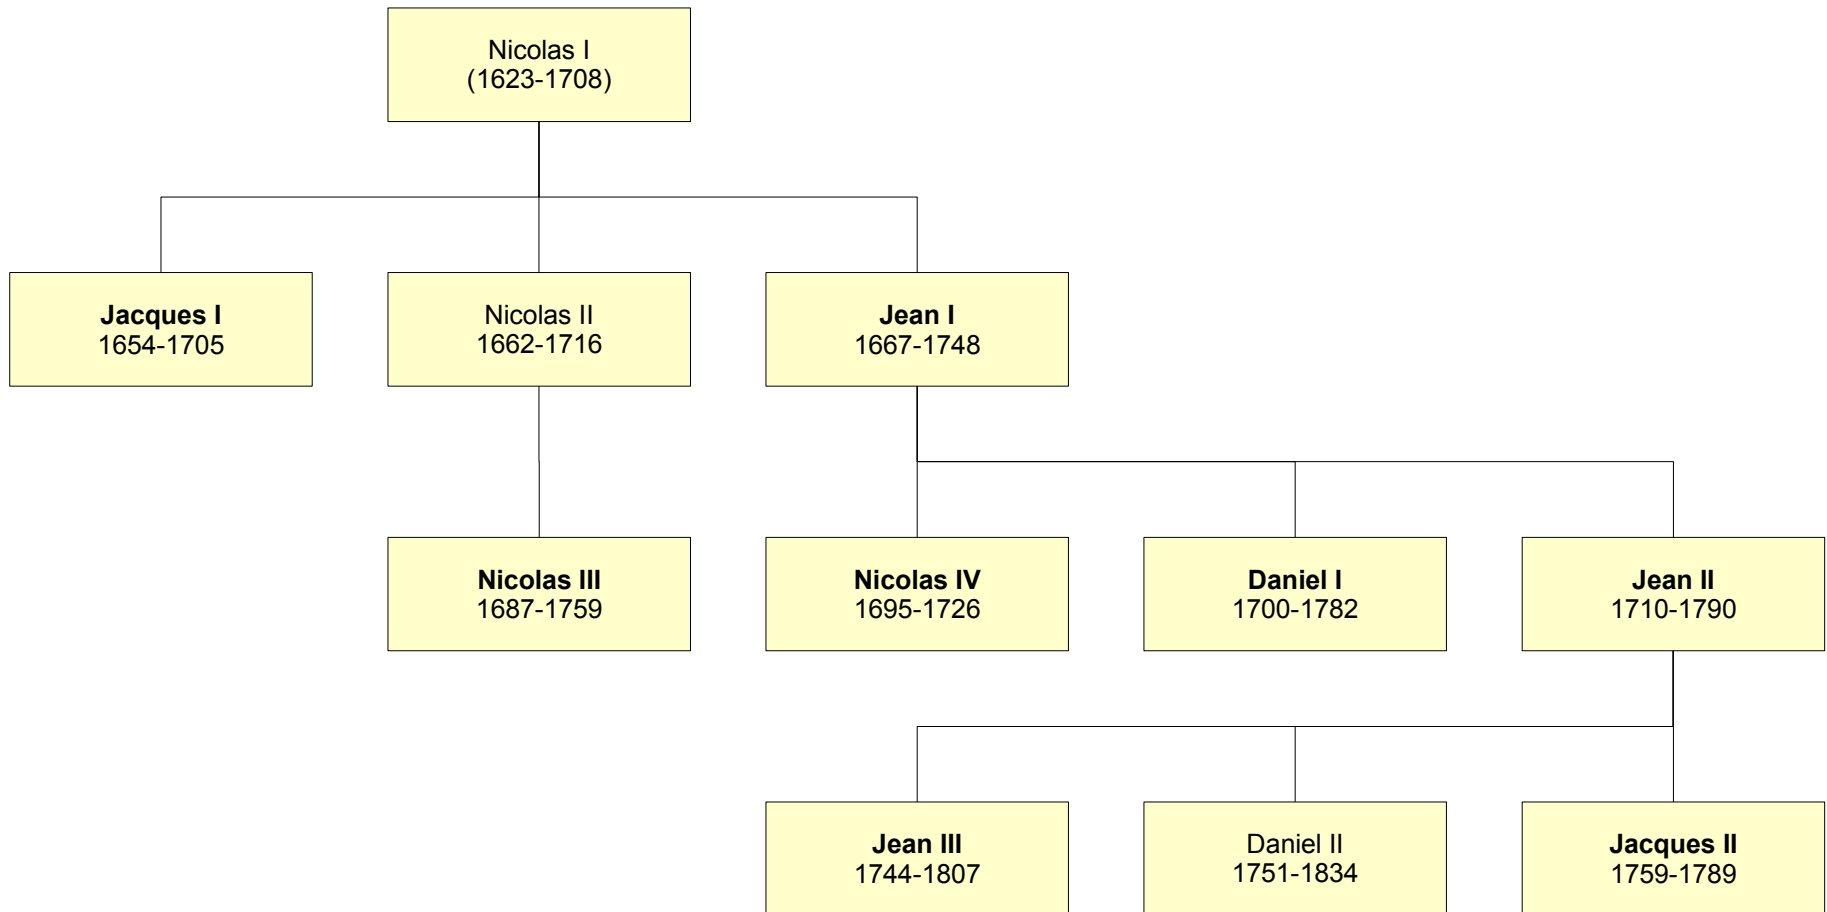 Nicolas I
(1623-1708)
Jacques I
1654-1705
Nicolas II
1662-1716
Jean I
1667-1748
Nicolas III
1687-1759
Nicolas IV
1695-1726
Daniel I
1700-1782
Jean II
1710-1790
Jean III
1744-1807
Daniel II
1751-1834
Jacques II
1759-1789